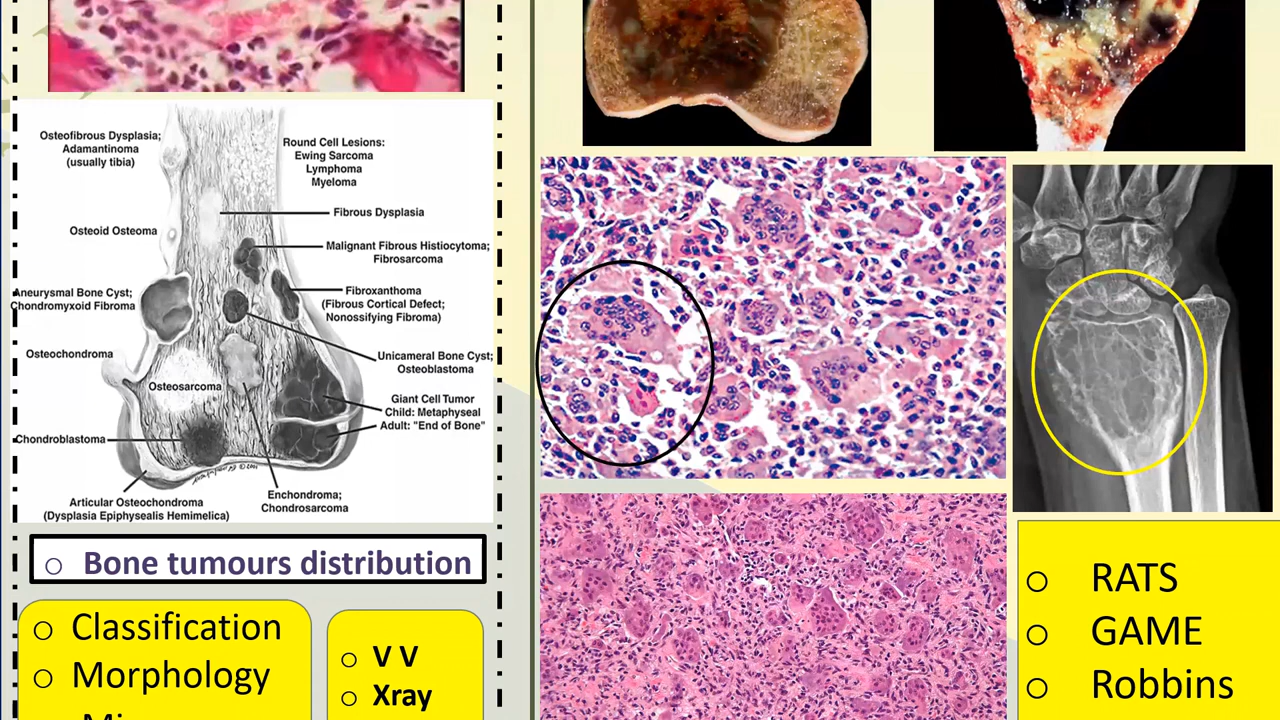 Osteofibrous Dysplasia;
Adamantinoma
(usually tibia)
Round Cell Lesions:
Ewing Sarcoma
Lymphoma
Myeloma
Fibrous Dysplasia
Osteoid Osteoma
Malignant Fibrous Histiocytoma;
Fibrosarcoma
Aneurysmal Bone Cyst;
Chondromyxoid Fibroma
Fibroxanthoma
(Fibrous Cortical Defect;
Nonossifying Fibroma)
Osteochondroma
Unicameral Bone Cyst;
Osteoblastoma
Osteosarcoma
Giant Cell Tumor
Child: Metaphyseal
Adult: "End of Bone"
Chondroblastoma
Articular Osteochondroma
(Dysplasia Epiphysealis Hemimelica)
Enchondroma;
Chondrosarcoma
Bone tumours distribution
Classification
Morphology
V V
Xray
RATS
GAME
Robbins